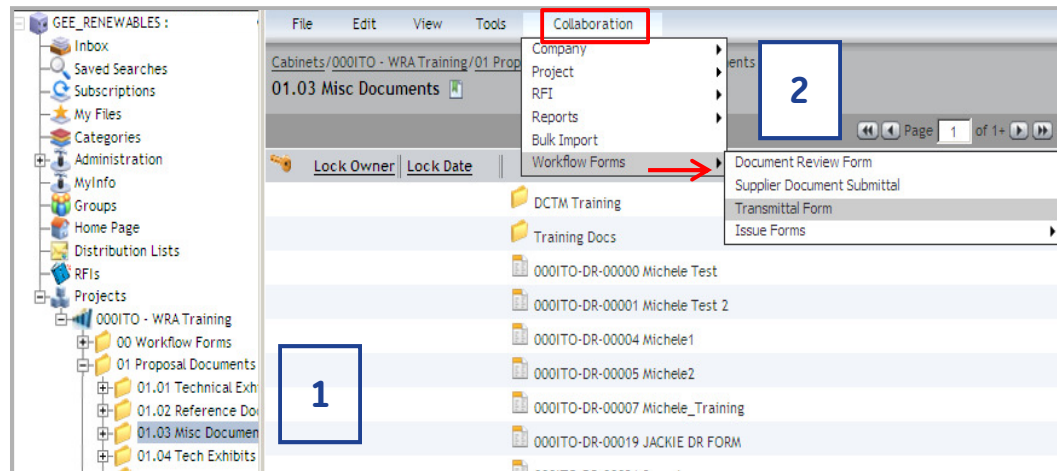 GEE_RENEWABLES :
Inbox
Saved Searches
Subscriptions
My Files
Categories
Administration
MyInfo
Groups
Home Page
Distribution Lists
RFIs
Projects
000ITO - WRA Training
00 Workflow Forms
01 Proposal Documents
01.01 Technical Exh
01.02 Reference Do
01.03 Misc Documen
01.04 Tech Exhibits
1
File Edit View Tools Collaboration
Cabinets/000ITO - WRA Training/01 Prop ents
01.03 Misc Documents
Company
Project
RFI
Reports
Bulk Import
Workflow Forms
2
Page 1 of 1+
Document Review Form
Supplier Document Submittal
Transmittal Form
Issue Forms
Lock Owner Lock Date
DCTM Training
Training Docs
000ITO-DR-00000 Michele Test
000ITO-DR-00001 Michele Test 2
000ITO-DR-00004 Michele1
000ITO-DR-00005 Michele2
000ITO-DR-00007 Michele_Training
000ITO-DR-00019 JACKIE DR FORM